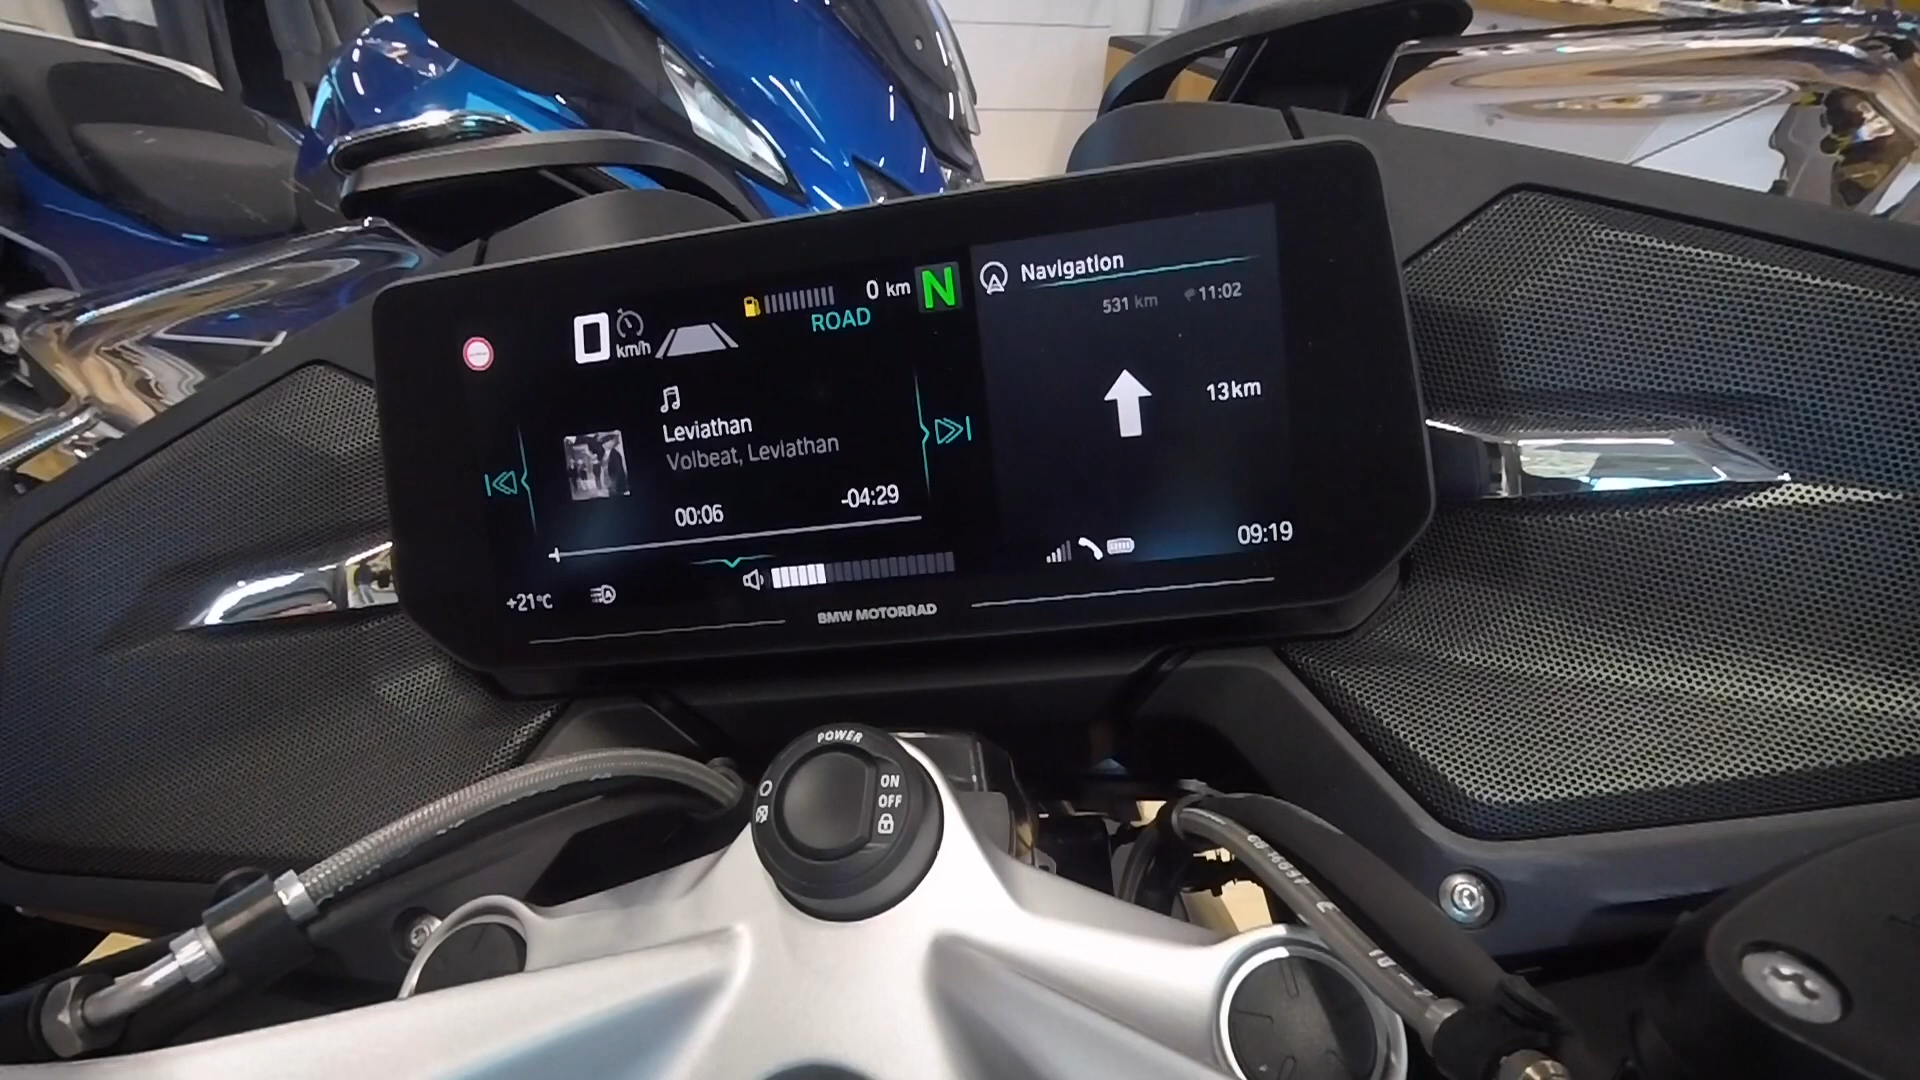 0 km/h
0 km
N
ROAD
Leviathan
Volbeat, Leviathan
00:06
-04:29
+21°C
BMW MOTORRAD
Navigation
531 km
11:02
13km
09:19
POWER
ON
OFF